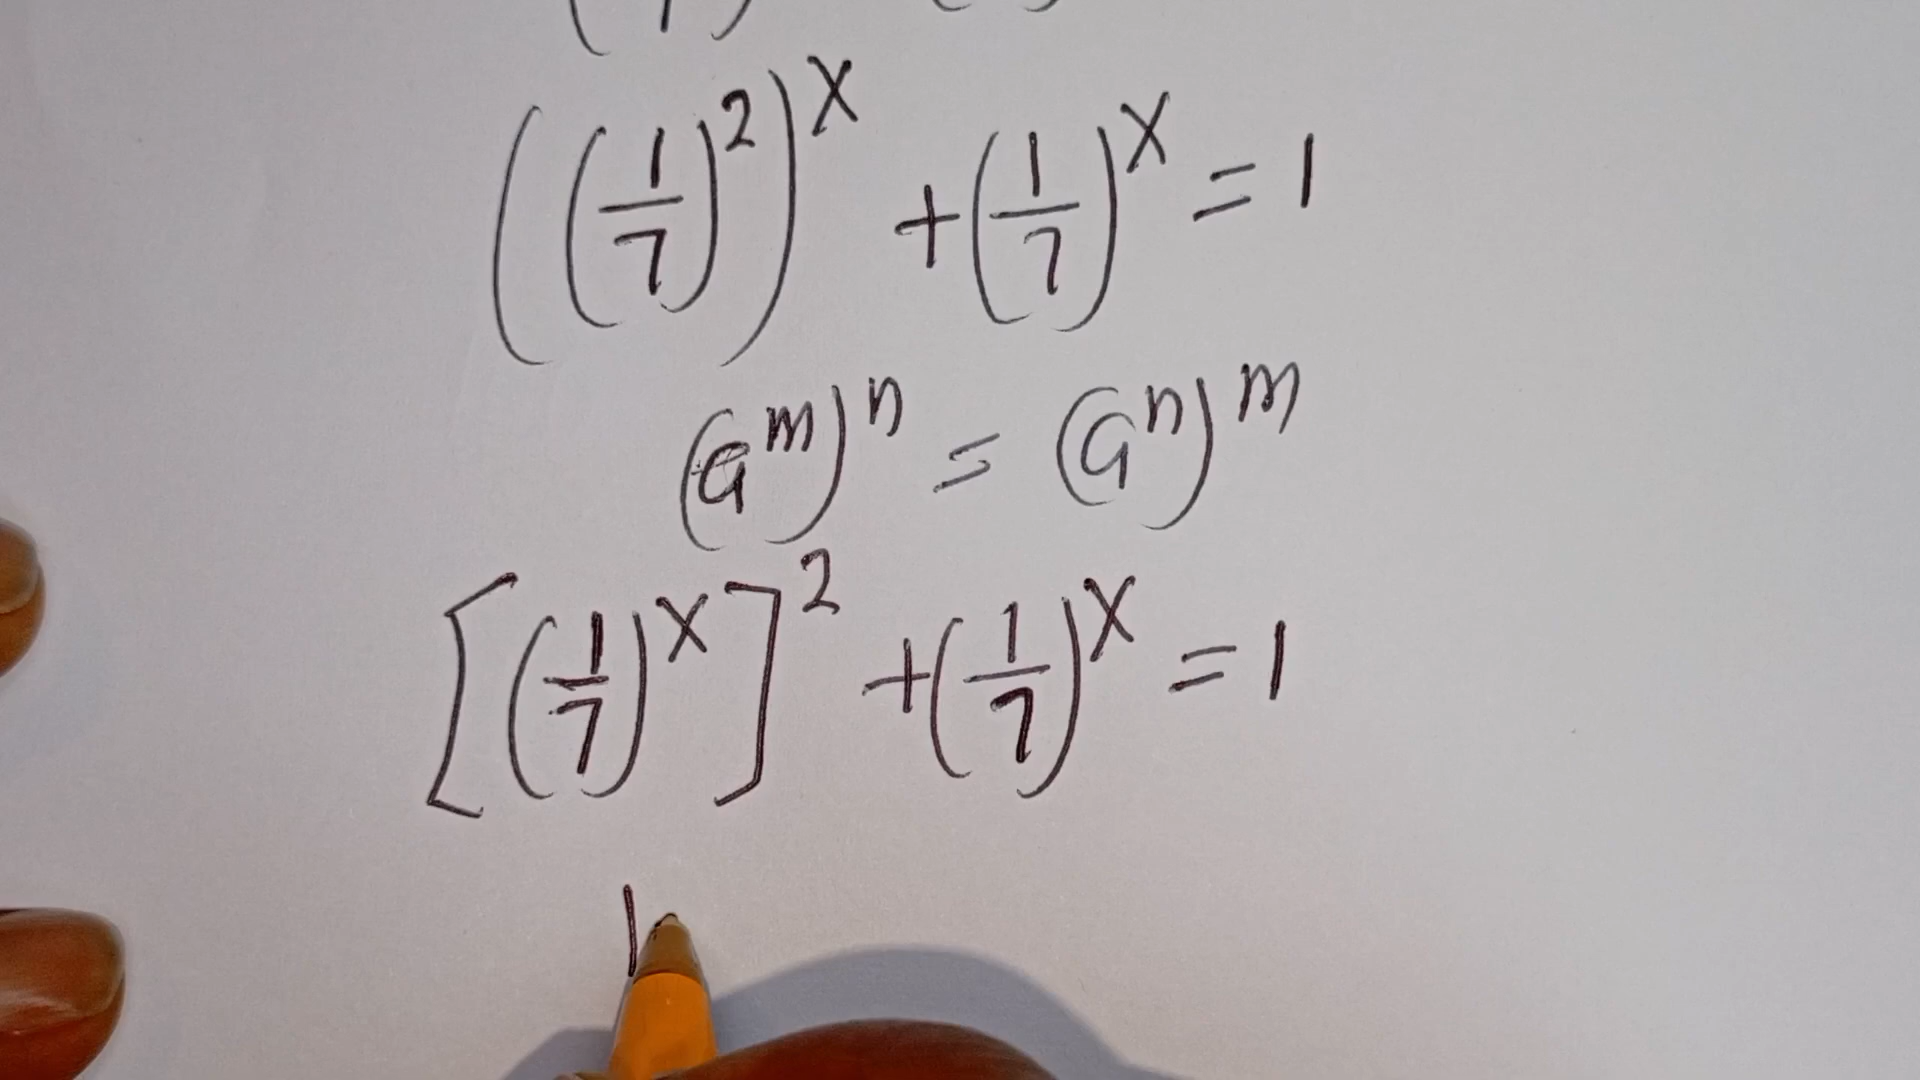 ((1/7)^2)^x + (1/7)^x = 1
(a^m)^n = (a^n)^m
[(1/7)^x]^2 + (1/7)^x = 1